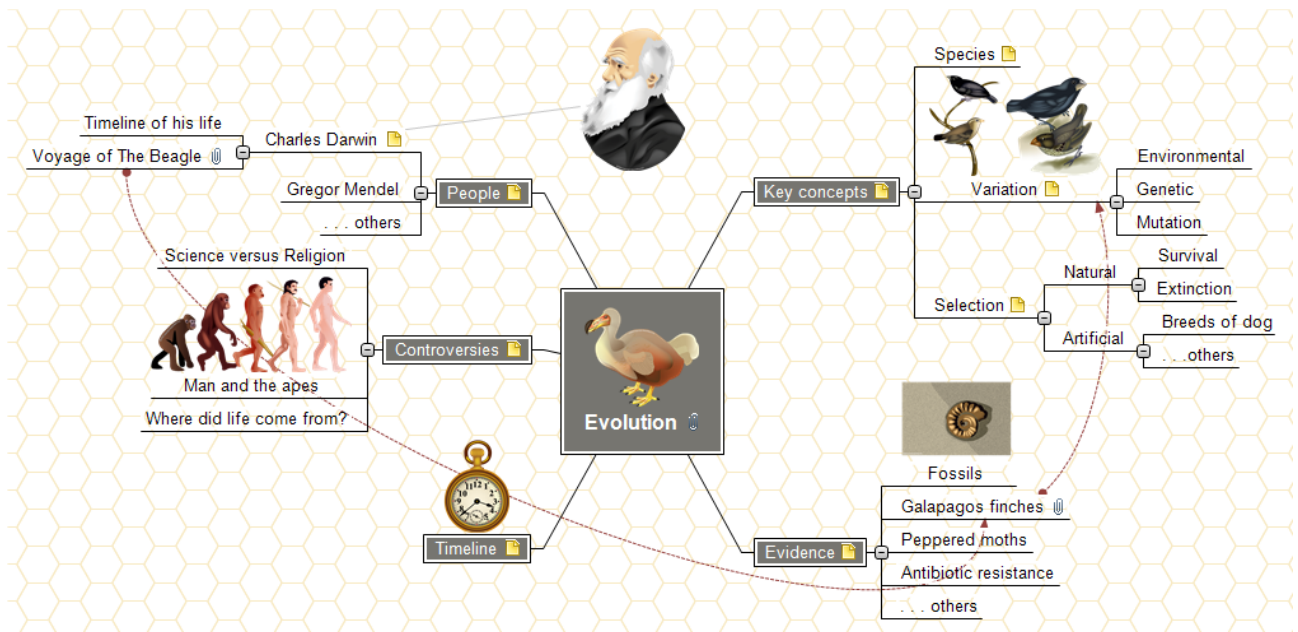 Species
Timeline of his life
Charles Darwin
Voyage of The Beagle
Environmental
Gregor Mendel
People
Key concepts
Variation
Genetic
. . . others
Mutation
Science versus Religion
Survival
Natural
Extinction
Selection
Breeds of dog
Artificial
. . .others
Controversies
Man and the apes
Where did life come from?
Evolution
Fossils
Galapagos finches
Timeline
Evidence
Peppered moths
Antibiotic resistance
. . . others